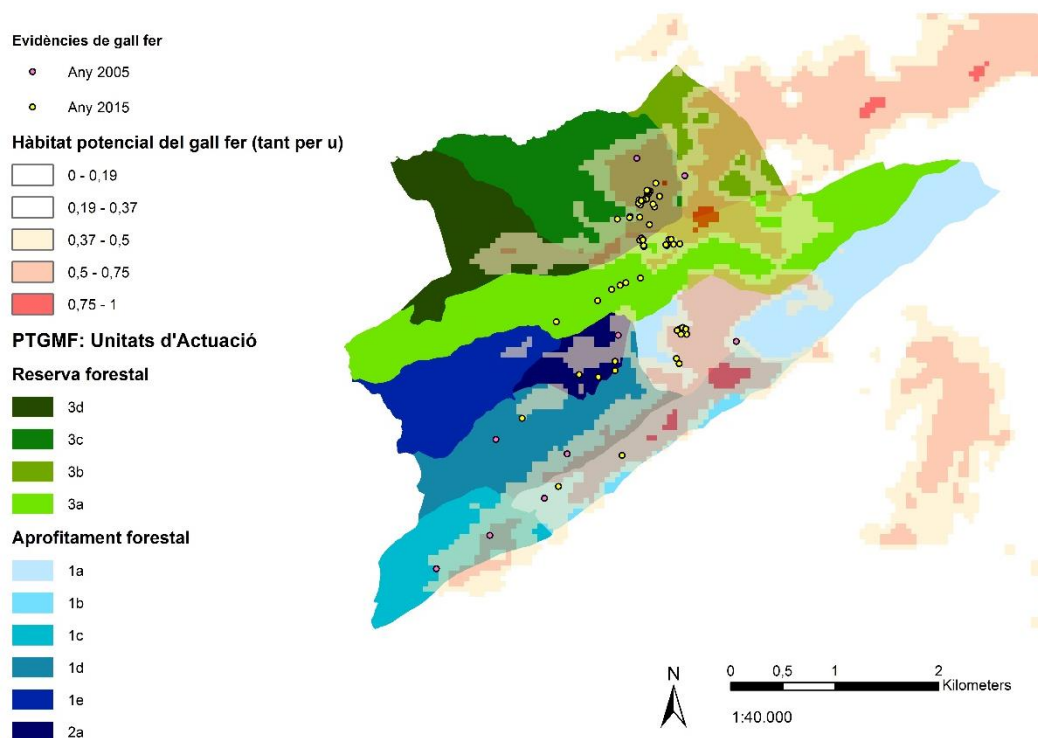 Evidències de gall fer
Any 2005
Any 2015
Hàbitat potencial del gall fer (tant per u)
0 - 0,19
0,19 - 0,37
0,37 - 0,5
0,5 - 0,75
0,75 - 1
PTGMF: Unitats d'Actuació
Reserva forestal
3d
3c
3b
3a
Aprofitament forestal
1a
1b
1c
1d
1e
2a
N
0 0,5 1 2
Kilometers
1:40.000